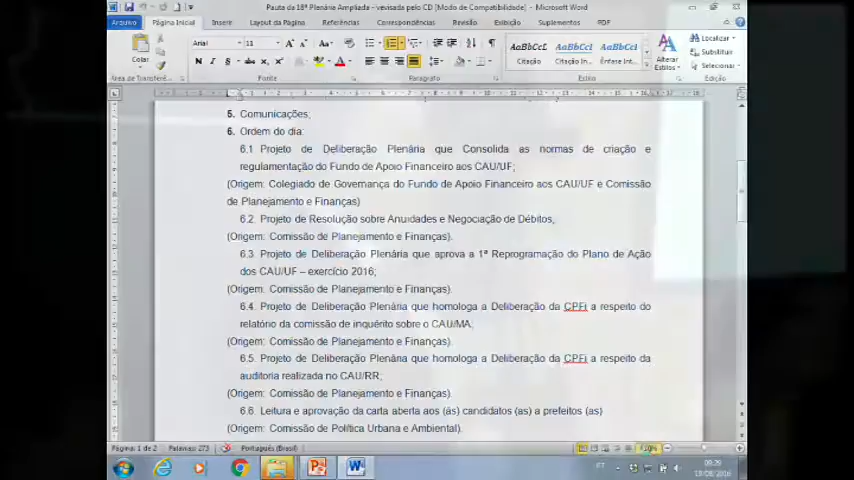 Pauta da 18ª Plenária Ampliada - vevisada pelo CD [Modo de Compatibilidade] - Microsoft Word
Arquivo Página Inicial Inserir Layout da Página Referências Correspondências Revisão Exibição Suplementos PDF
Colar
Arial 11
AaBbCcL AaBbCcL AaBbCcL
Citação Citação In... Ênfase Int...
Alterar Estilos
Localizar
Substituir
Selecionar
Área de Transferê... Fonte Parágrafo Estilo Edição
5. Comunicações;
6. Ordem do dia:
6.1 Projeto de Deliberação Plenária que Consolida as normas de criação e
regulamentação do Fundo de Apoio Financeiro aos CAU/UF;
(Origem: Colegiado de Governança do Fundo de Apoio Financeiro aos CAU/UF e Comissão
de Planejamento e Finanças)
6.2. Projeto de Resolução sobre Anuidades e Negociação de Débitos;
(Origem: Comissão de Planejamento e Finanças).
6.3. Projeto de Deliberação Plenária que aprova a 1ª Reprogramação do Plano de Ação
dos CAU/UF – exercício 2016;
(Origem: Comissão de Planejamento e Finanças).
6.4. Projeto de Deliberação Plenária que homologa a Deliberação da CPFi a respeito do
relatório da comissão de inquérito sobre o CAU/MA;
(Origem: Comissão de Planejamento e Finanças).
6.5. Projeto de Deliberação Plenária que homologa a Deliberação da CPFi a respeito da
auditoria realizada no CAU/RR;
(Origem: Comissão de Planejamento e Finanças).
6.6. Leitura e aprovação da carta aberta aos (ás) candidatos (as) a prefeitos (as)
(Origem: Comissão de Política Urbana e Ambiental).
Página: 1 de 2 Palavras: 273 Português (Brasil)
PT 09:29
19/08/2016